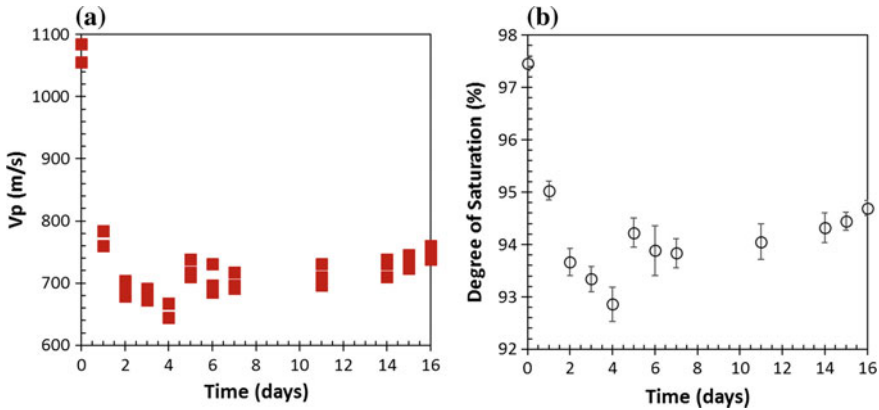 (a)
1100
1000
900
800
700
600
Vp (m/s)
0 2 4 6 8 10 12 14 16
Time (days)
(b)
98
97
96
95
94
93
92
Degree of Saturation (%)
0 2 4 6 8 10 12 14 16
Time (days)